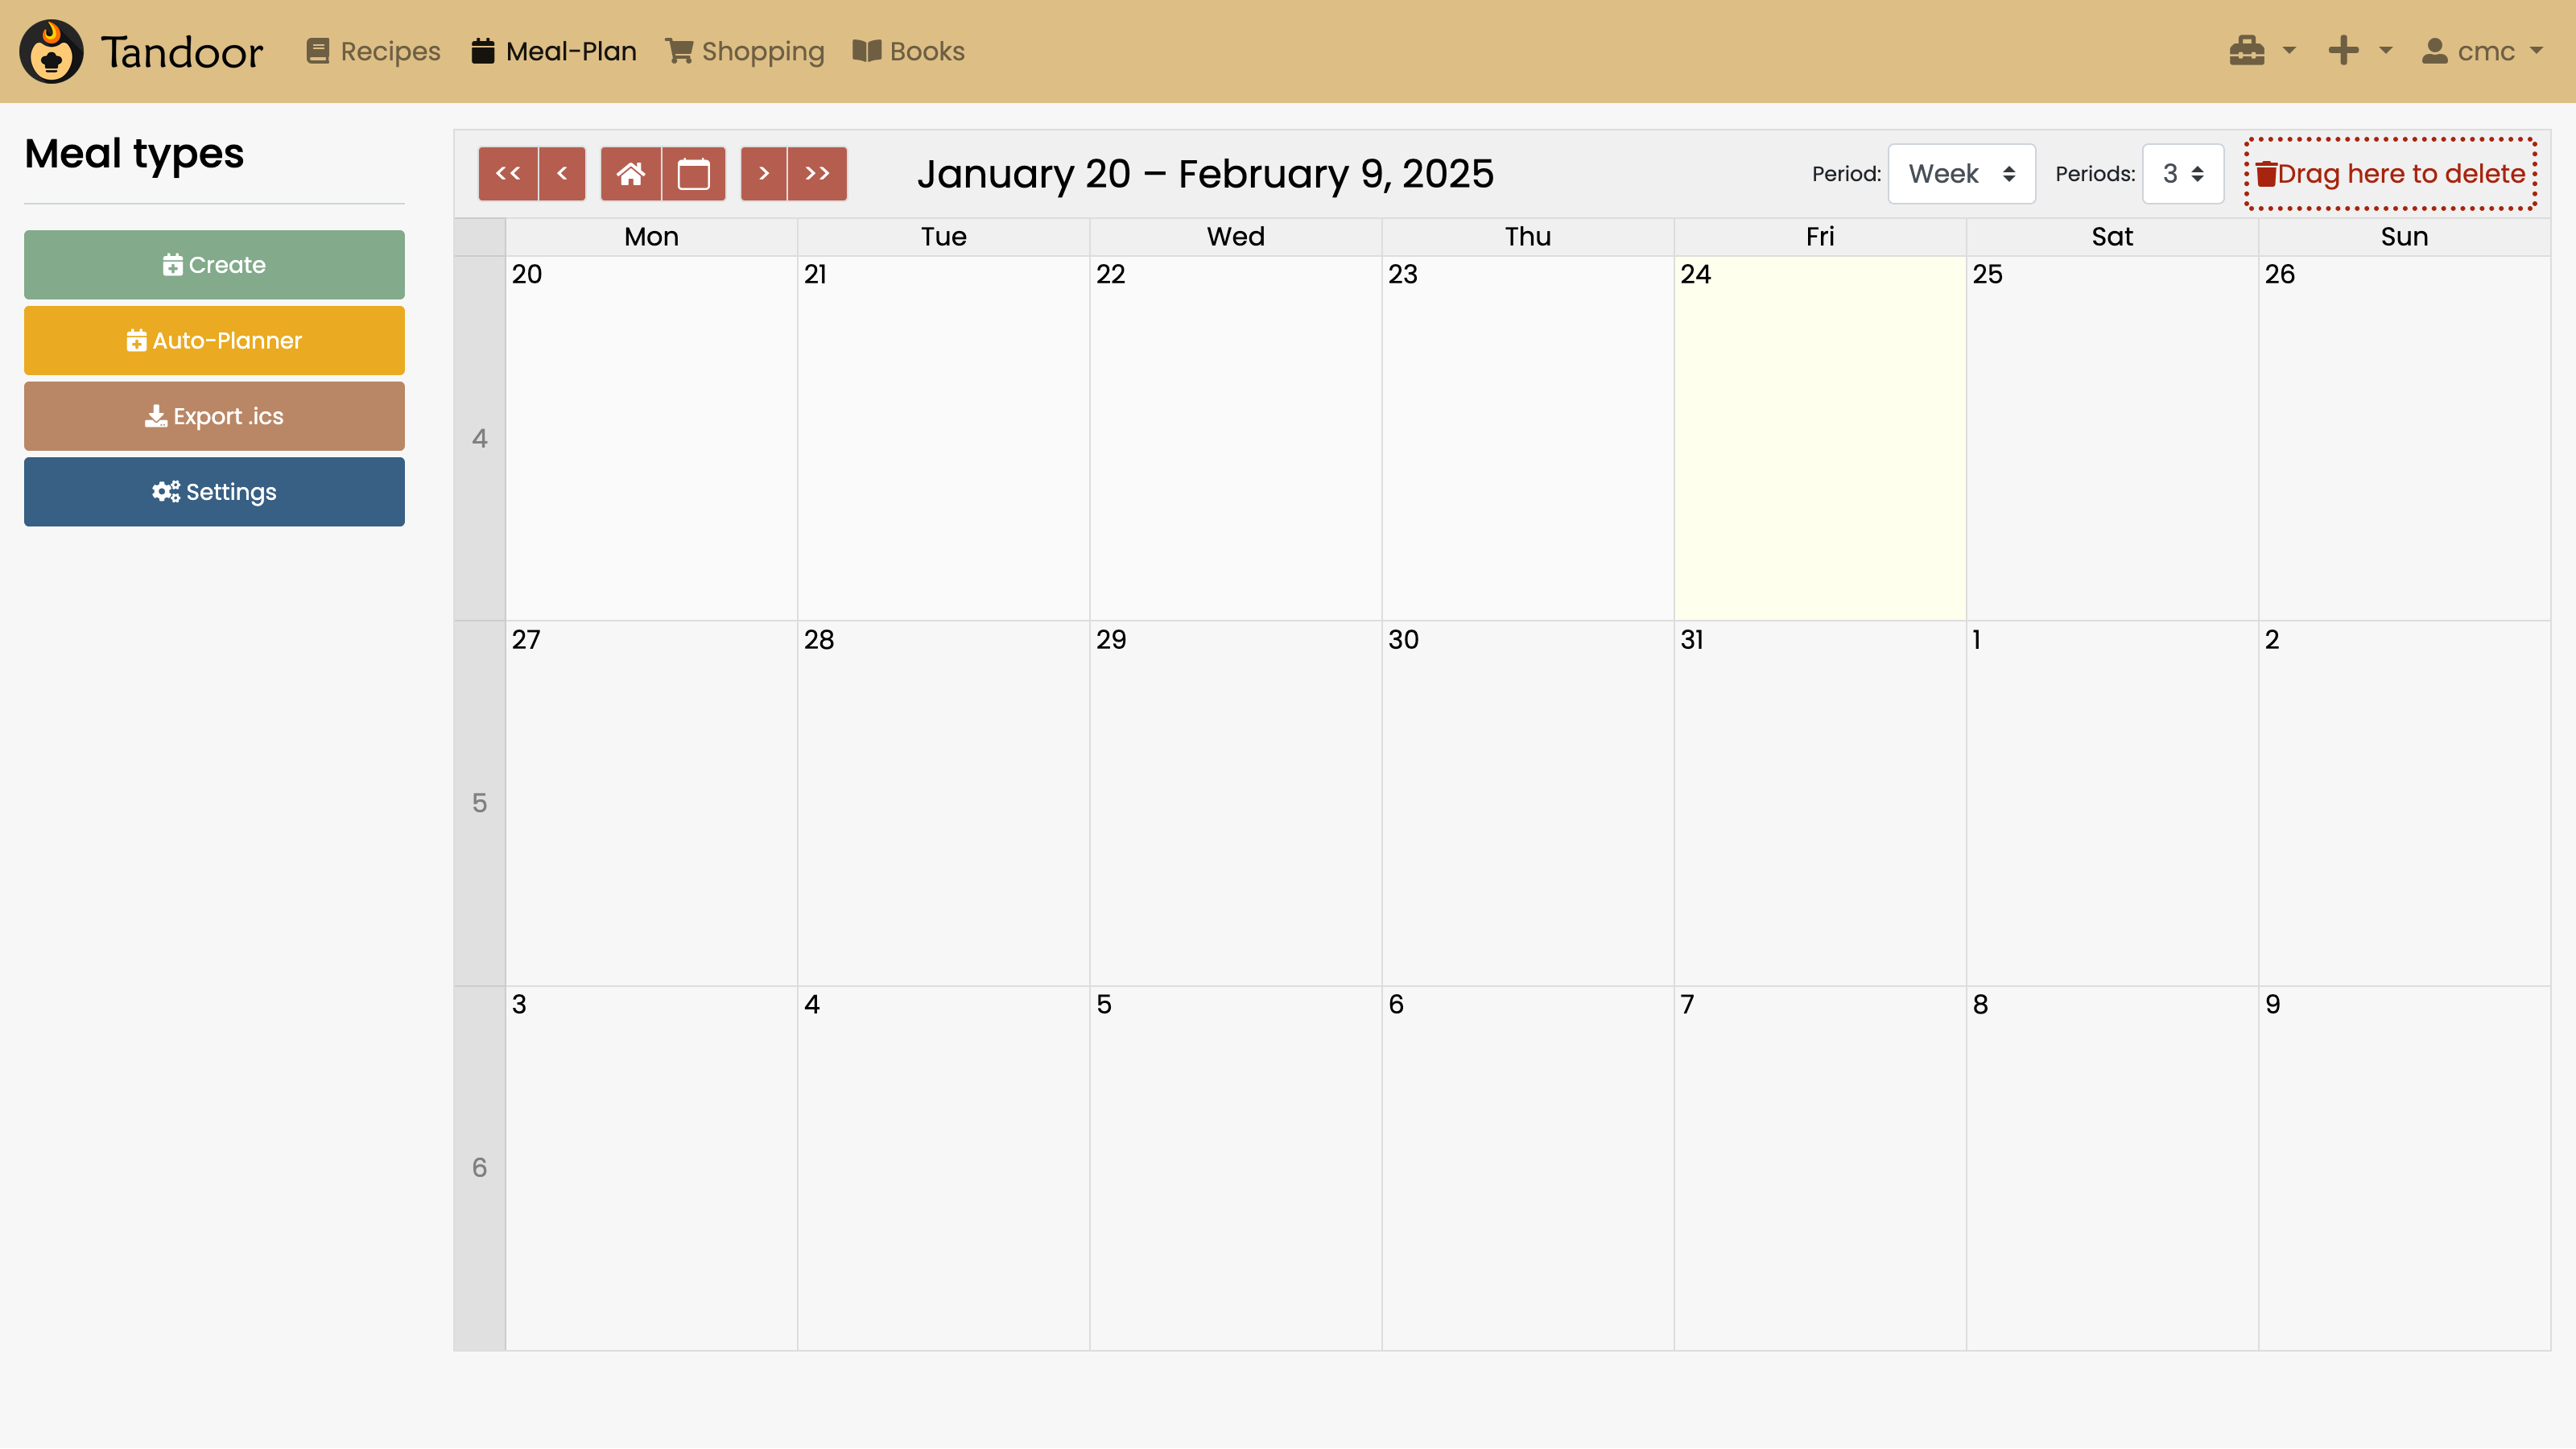 Tandoor Recipes Meal-Plan Shopping Books cmc
Meal types
Create
Auto-Planner
Export .ics
Settings
<< < > >> January 20 – February 9, 2025 Period: Week Periods: 3 Drag here to delete
Mon Tue Wed Thu Fri Sat Sun
20 21 22 23 24 25 26
4
27 28 29 30 31 1 2
5
3 4 5 6 7 8 9
6